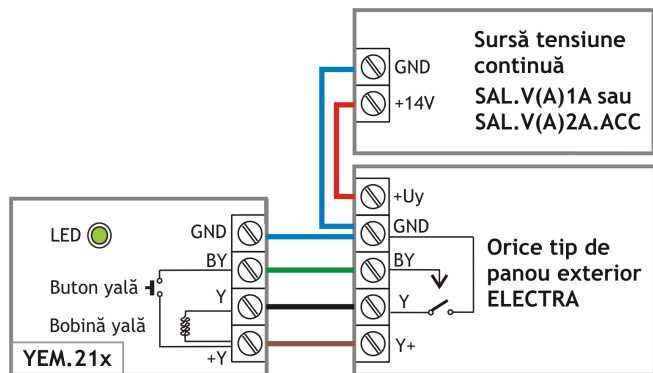 Sursă tensiune
continuă
SAL.V(A)1A sau
SAL.V(A)2A.ACC
GND
+14V
+Uy
GND
BY
Y
Y+
Orice tip de
panou exterior
ELECTRA
LED
GND
BY
Buton yală
Y
Bobină yală
+Y
YEM.21x